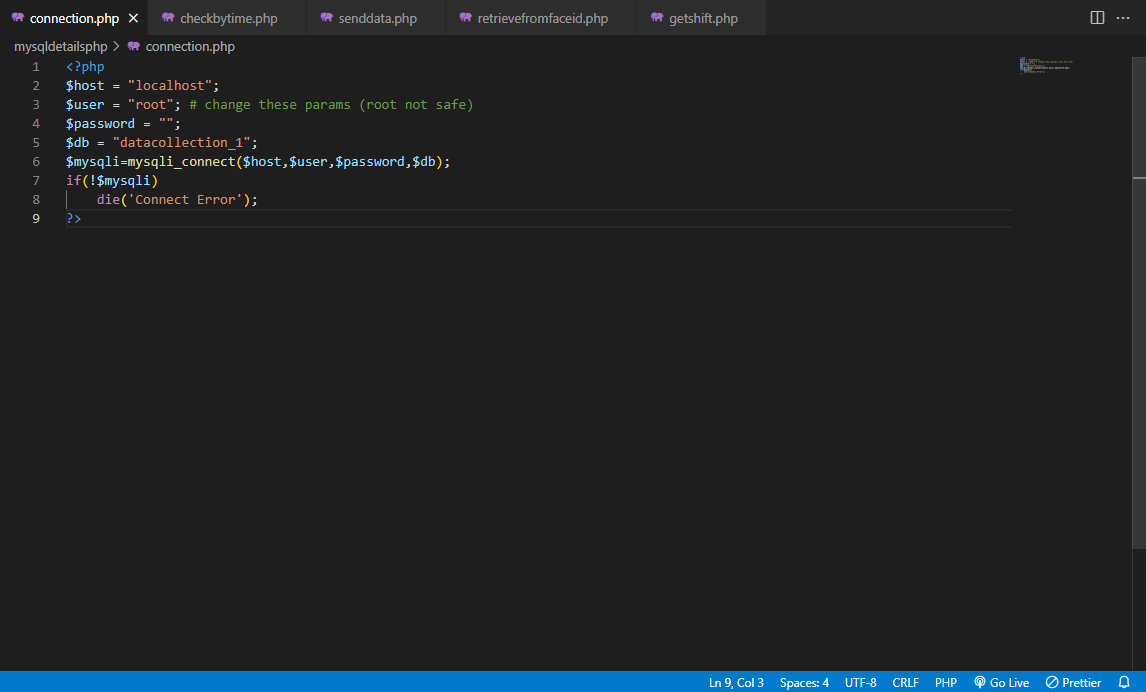 connection.php checkbytime.php senddata.php retrievefromfaceid.php getshift.php
mysqldetailsphp > connection.php
1 <?php
2 $host = "localhost";
3 $user = "root"; # change these params (root not safe)
4 $password = "";
5 $db = "datacollection_1";
6 $mysqli=mysqli_connect($host,$user,$password,$db);
7 if(!$mysqli)
8     die('Connect Error');
9 ?>
Ln 9, Col 3 Spaces: 4 UTF-8 CRLF PHP Go Live Prettier